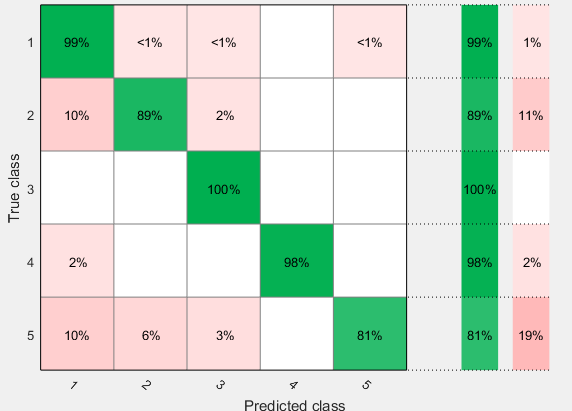 1 99% <1% <1% <1% 99% 1%
2 10% 89% 2% 89% 11%
3 100% 100%
4 2% 98% 98% 2%
5 10% 6% 3% 81% 81% 19%
True class
1 2 3 4 5
Predicted class